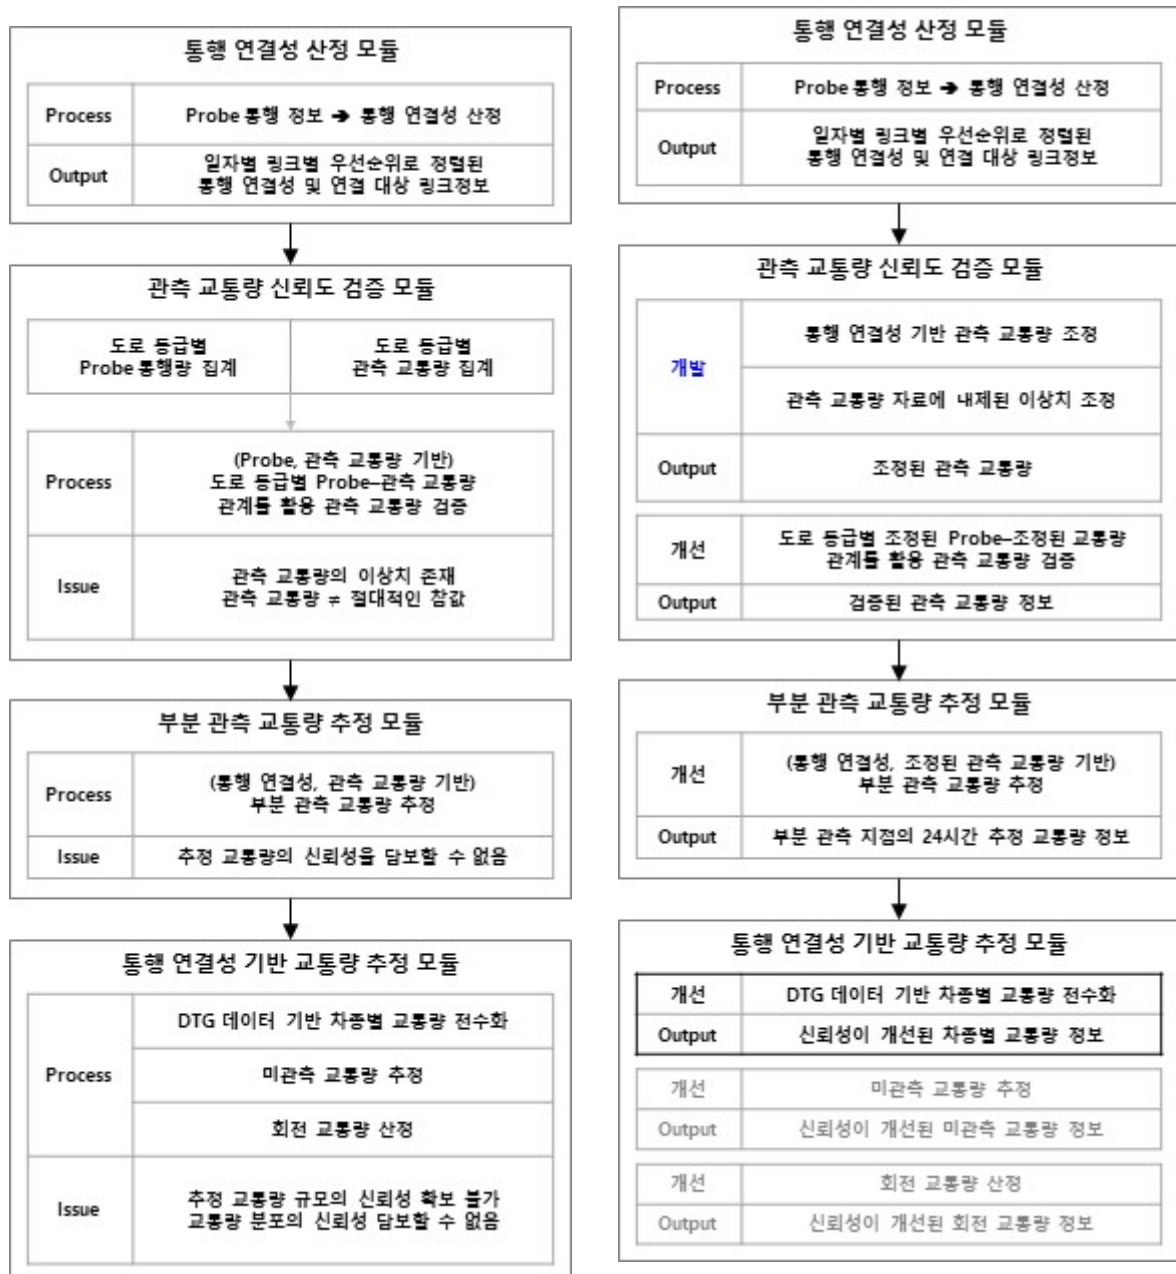 통행 연결성 산정 모듈
Process
Probe 통행 정보 ➔ 통행 연결성 산정
Output
일자별 링크별 우선순위로 정렬된
통행 연결성 및 연결 대상 링크정보
관측 교통량 신뢰도 검증 모듈
도로 등급별
Probe 통행량 집계
도로 등급별
관측 교통량 집계
Process
(Probe, 관측 교통량 기반)
도로 등급별 Probe–관측 교통량
관계를 활용 관측 교통량 검증
Issue
관측 교통량의 이상치 존재
관측 교통량 ≠ 절대적인 참값
부분 관측 교통량 추정 모듈
Process
(통행 연결성, 관측 교통량 기반)
부분 관측 교통량 추정
Issue
추정 교통량의 신뢰성을 담보할 수 없음
통행 연결성 기반 교통량 추정 모듈
Process
DTG 데이터 기반 차종별 교통량 전수화
미관측 교통량 추정
회전 교통량 산정
Issue
추정 교통량 규모의 신뢰성 확보 불가
교통량 분포의 신뢰성 담보할 수 없음
통행 연결성 산정 모듈
Process
Probe 통행 정보 ➔ 통행 연결성 산정
Output
일자별 링크별 우선순위로 정렬된
통행 연결성 및 연결 대상 링크정보
관측 교통량 신뢰도 검증 모듈
개발
통행 연결성 기반 관측 교통량 조정
관측 교통량 자료에 내제된 이상치 조정
Output
조정된 관측 교통량
개선
도로 등급별 조정된 Probe–조정된 교통량
관계를 활용 관측 교통량 검증
Output
검증된 관측 교통량 정보
부분 관측 교통량 추정 모듈
개선
(통행 연결성, 조정된 관측 교통량 기반)
부분 관측 교통량 추정
Output
부분 관측 지점의 24시간 추정 교통량 정보
통행 연결성 기반 교통량 추정 모듈
개선
DTG 데이터 기반 차종별 교통량 전수화
Output
신뢰성이 개선된 차종별 교통량 정보
개선
미관측 교통량 추정
Output
신뢰성이 개선된 미관측 교통량 정보
개선
회전 교통량 산정
Output
신뢰성이 개선된 회전 교통량 정보